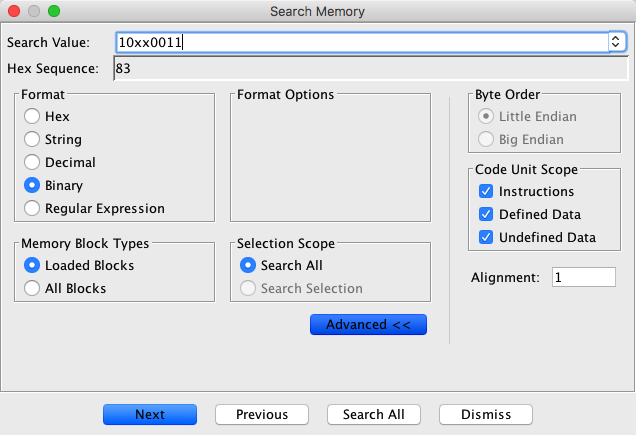 Search Memory
Search Value: 10xx0011
Hex Sequence: 83
Format
Hex
String
Decimal
Binary
Regular Expression
Format Options
Byte Order
Little Endian
Big Endian
Code Unit Scope
Instructions
Defined Data
Undefined Data
Memory Block Types
Loaded Blocks
All Blocks
Selection Scope
Search All
Search Selection
Alignment: 1
Advanced <<
Next Previous Search All Dismiss